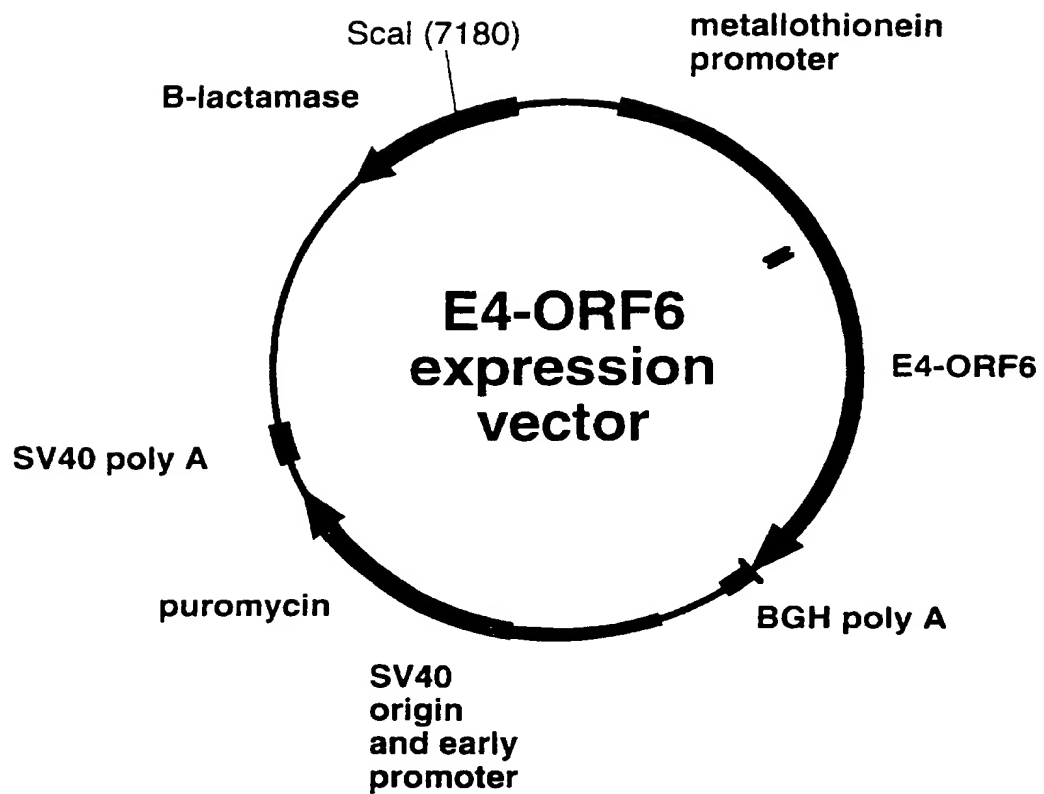 metallothionein
promoter
ScaI (7180)
B-lactamase
E4-ORF6
expression
vector
E4-ORF6
SV40 poly A
puromycin
BGH poly A
SV40
origin
and early
promoter